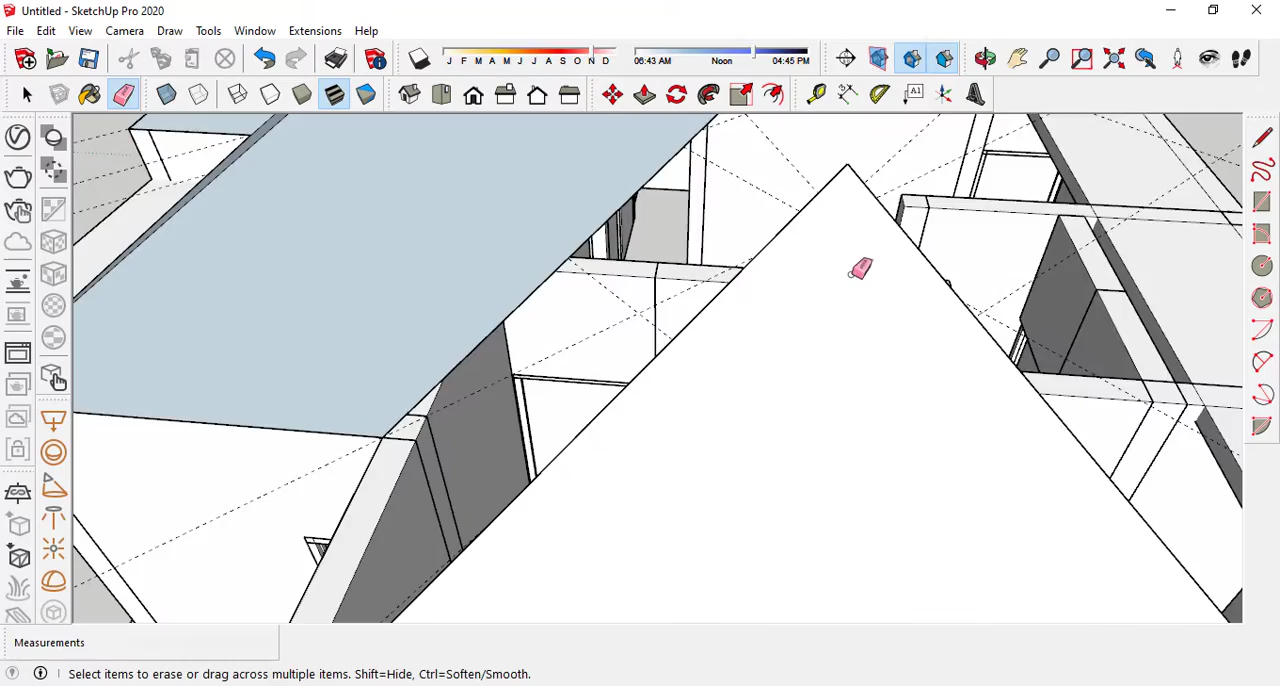 Untitled - SketchUp Pro 2020
File Edit View Camera Draw Tools Window Extensions Help
J F M A M J J A S O N D 06:43 AM Noon 04:45 PM
A1
Measurements
Select items to erase or drag across multiple items. Shift=Hide, Ctrl=Soften/Smooth.